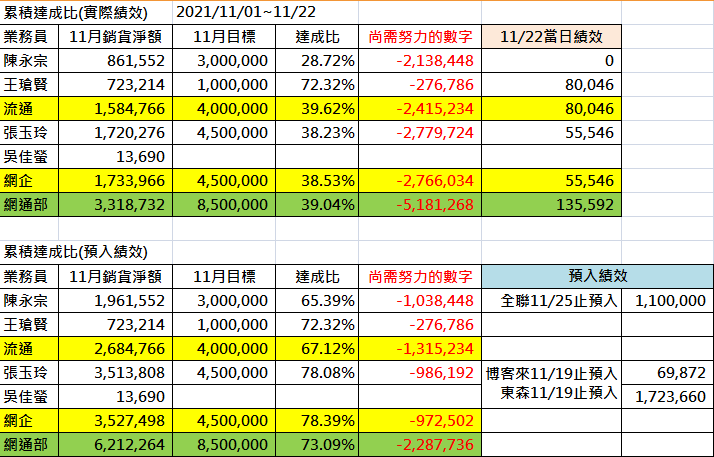 累積達成比(實際績效) 2021/11/01~11/22
業務員 11月銷貨淨額 11月目標 達成比 尚需努力的數字 11/22當日績效
陳永宗 861,552 3,000,000 28.72% -2,138,448 0
王瑲賢 723,214 1,000,000 72.32% -276,786 80,046
流通 1,584,766 4,000,000 39.62% -2,415,234 80,046
張玉玲 1,720,276 4,500,000 38.23% -2,779,724 55,546
吳佳螢 13,690
網企 1,733,966 4,500,000 38.53% -2,766,034 55,546
網通部 3,318,732 8,500,000 39.04% -5,181,268 135,592
累積達成比(預入績效)
業務員 11月銷貨淨額 11月目標 達成比 尚需努力的數字 預入績效
陳永宗 1,961,552 3,000,000 65.39% -1,038,448 全聯11/25止預入 1,100,000
王瑲賢 723,214 1,000,000 72.32% -276,786
流通 2,684,766 4,000,000 67.12% -1,315,234
張玉玲 3,513,808 4,500,000 78.08% -986,192 博客來11/19止預入 69,872
吳佳螢 13,690 東森11/19止預入 1,723,660
網企 3,527,498 4,500,000 78.39% -972,502
網通部 6,212,264 8,500,000 73.09% -2,287,736